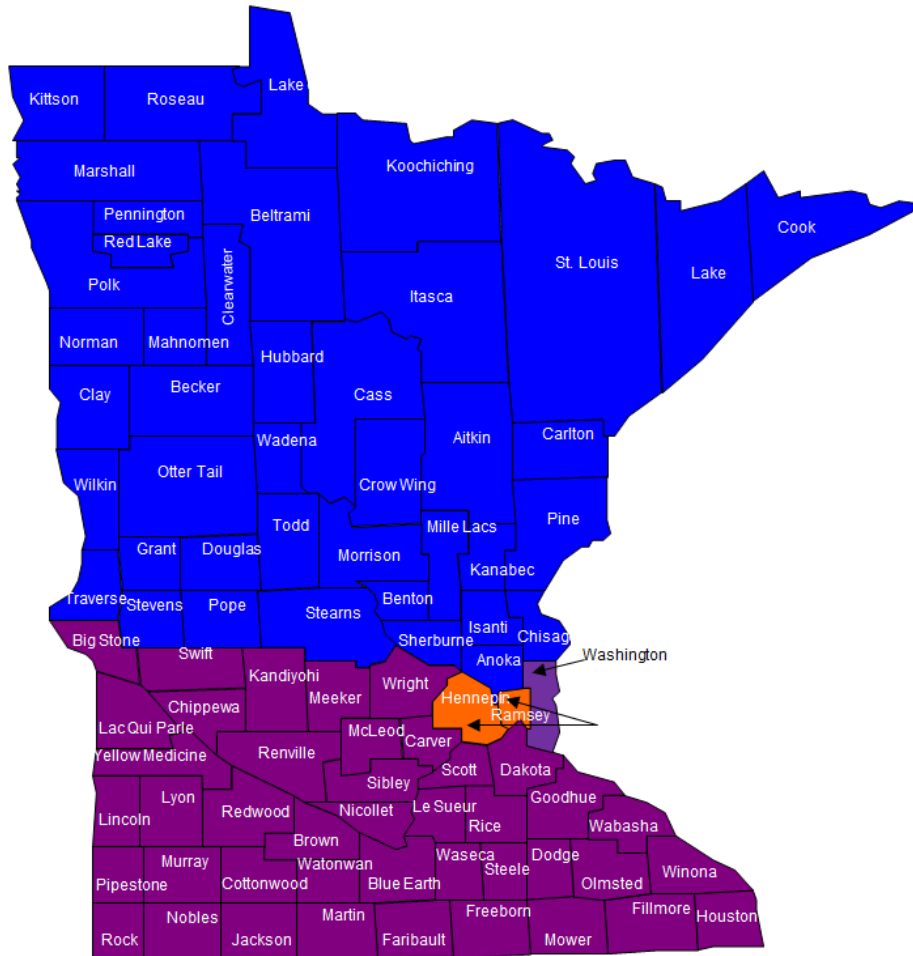 Kittson
Roseau
Lake
Marshall
Koochiching
Pennington
Beltrami
Red Lake
Cook
St. Louis
Lake
Polk
Clearwater
Itasca
Norman
Mahnomen
Hubbard
Clay
Becker
Cass
Wadena
Aitkin
Carlton
Otter Tail
Wilkin
Crow Wing
Todd
Mille Lacs
Pine
Grant
Douglas
Morrison
Kanabec
Traverse
Stevens
Pope
Stearns
Benton
Isanti
Chisag
Big Stone
Sherburne
Swift
Anoka
Washington
Kandiyohi
Meeker
Wright
Hennepin
Chippewa
Ramsey
Lac Qui Parle
McLeod
Carver
Yellow Medicine
Renville
Scott
Dakota
Sibley
Lyon
Goodhue
Lincoln
Redwood
Nicollet
Le Sueur
Rice
Wabasha
Brown
Murray
Watonwan
Waseca
Dodge
Steele
Winona
Pipestone
Cottonwood
Blue Earth
Olmsted
Nobles
Martin
Freeborn
Fillmore
Houston
Rock
Jackson
Faribault
Mower